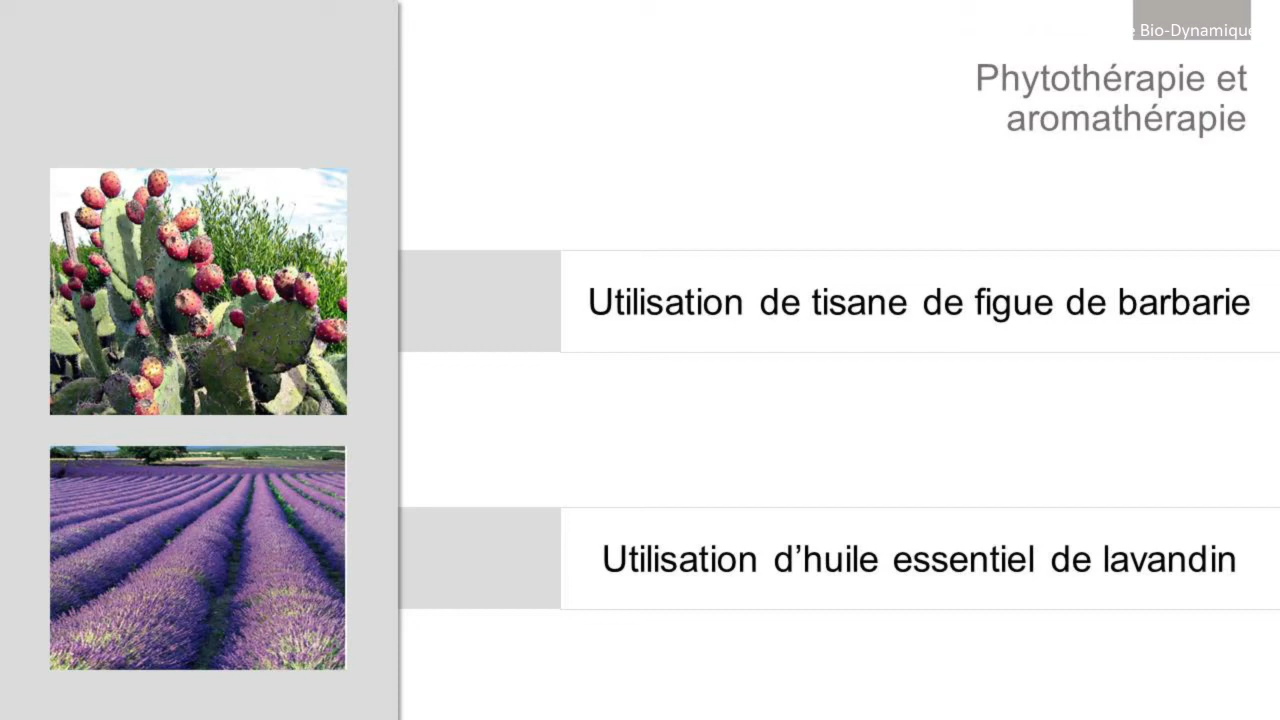 Bio-Dynamique
Phytothérapie et
aromathérapie
Utilisation de tisane de figue de barbarie
Utilisation d’huile essentiel de lavandin